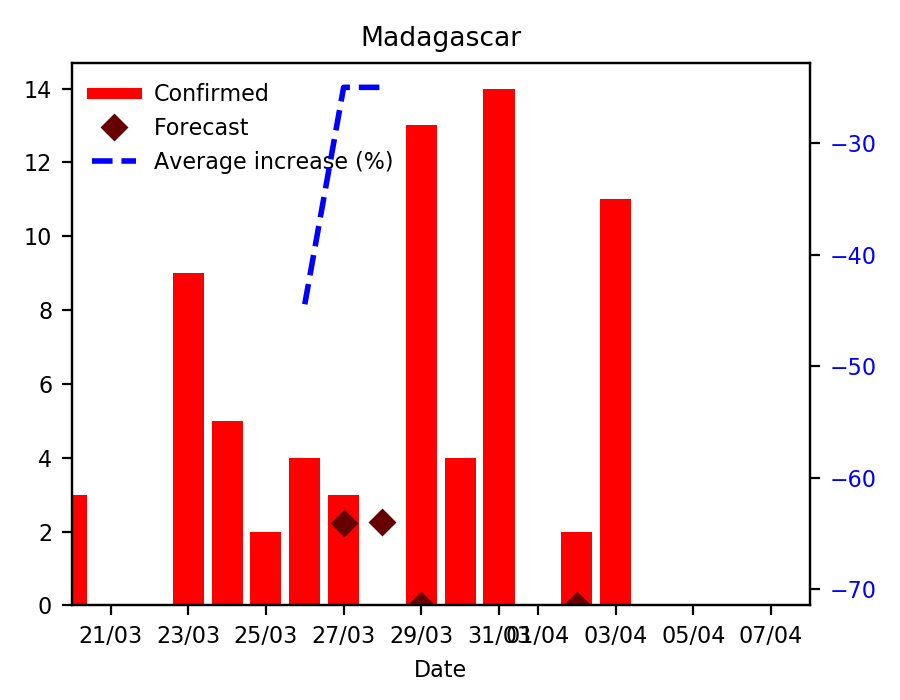 Madagascar
Confirmed
Forecast
Average increase (%)
14
12
10
8
6
4
2
0
−30
−40
−50
−60
−70
21/03 23/03 25/03 27/03 29/03 31/03 01/04 03/04 05/04 07/04
Date